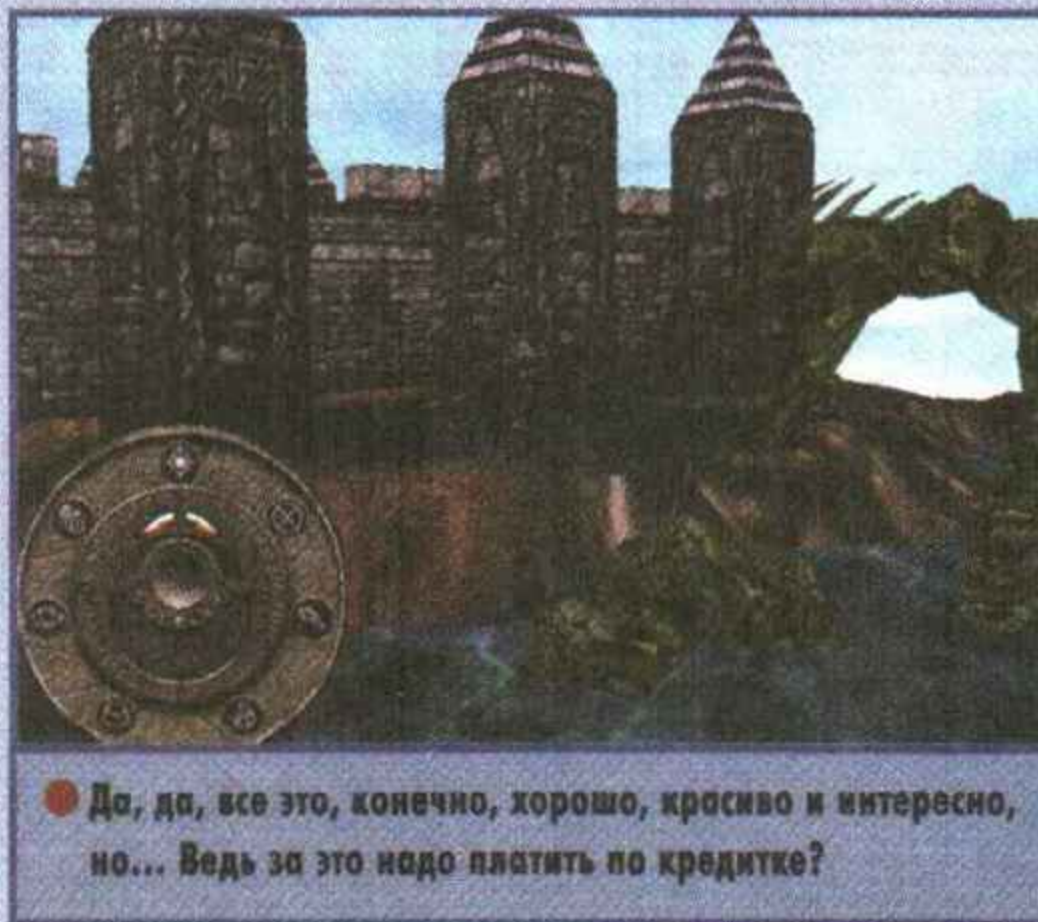 Да, да, все это, конечно, хорошо, красиво и интересно,
но... Ведь за это надо платить по кредитке?